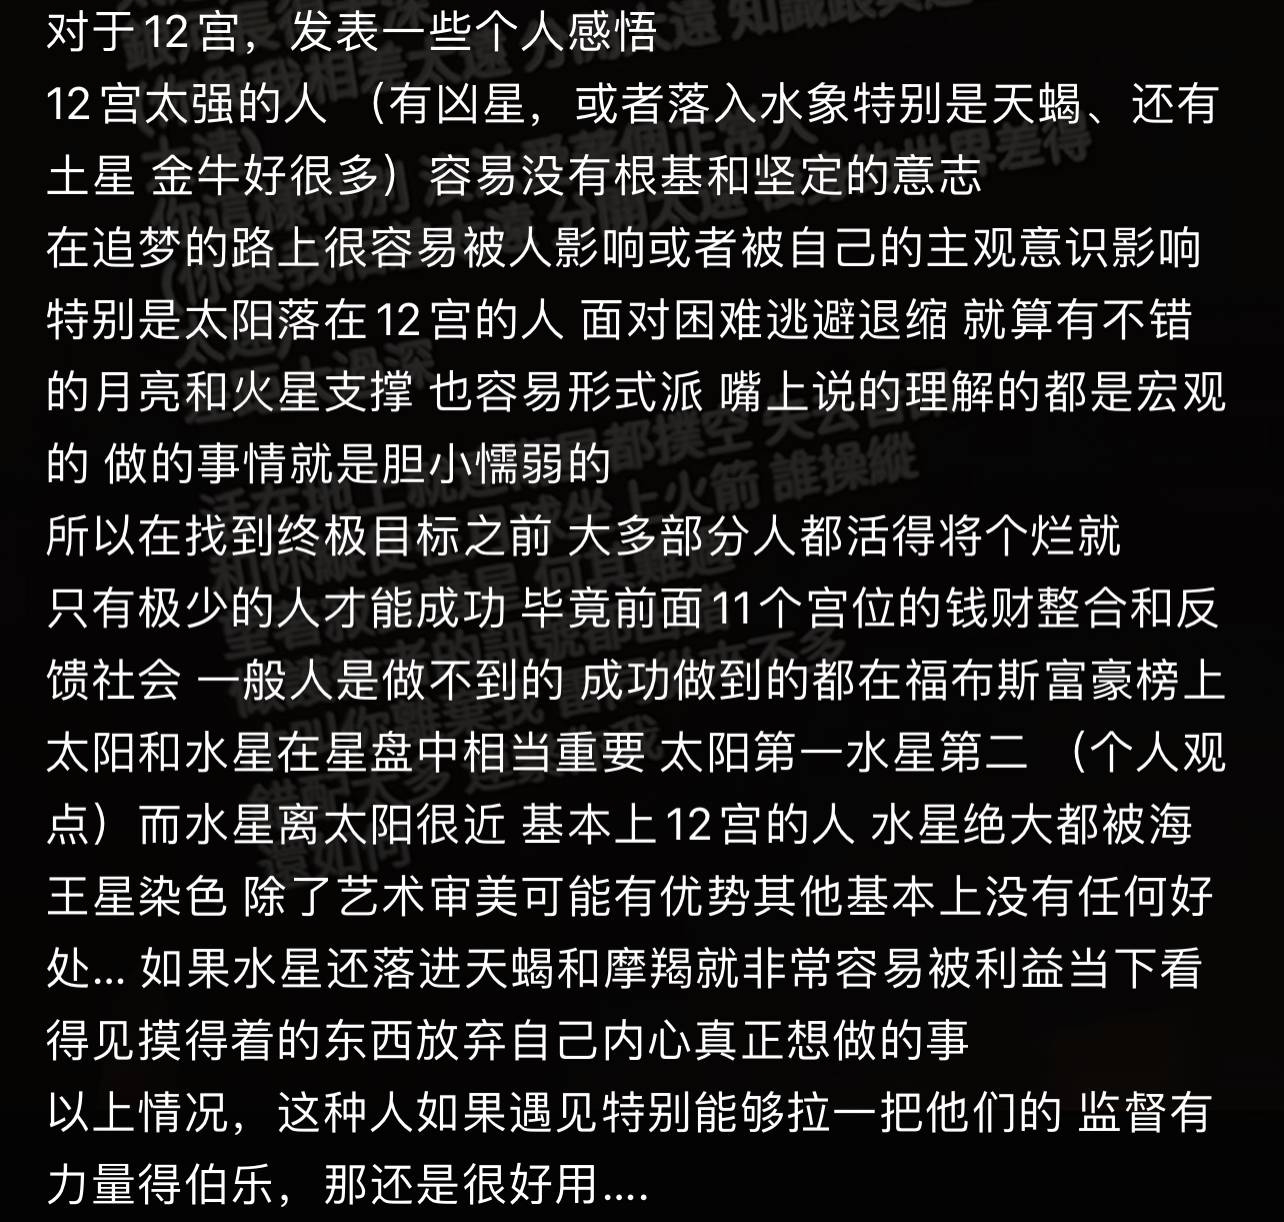 对于12宫，发表一些个人感悟
12宫太强的人 （有凶星，或者落入水象特别是天蝎、还有
土星 金牛好很多）容易没有根基和坚定的意志
在追梦的路上很容易被人影响或者被自己的主观意识影响
特别是太阳落在12宫的人 面对困难逃避退缩 就算有不错
的月亮和火星支撑 也容易形式派 嘴上说的理解的都是宏观
的 做的事情就是胆小懦弱的
所以在找到终极目标之前 大多部分人都活得将个烂就
只有极少的人才能成功 毕竟前面11个宫位的钱财整合和反
馈社会 一般人是做不到的 成功做到的都在福布斯富豪榜上
太阳和水星在星盘中相当重要 太阳第一水星第二 （个人观
点）而水星离太阳很近 基本上12宫的人 水星绝大都被海
王星染色 除了艺术审美可能有优势其他基本上没有任何好
处... 如果水星还落进天蝎和摩羯就非常容易被利益当下看
得见摸得着的东西放弃自己内心真正想做的事
以上情况，这种人如果遇见特别能够拉一把他们的 监督有
力量得伯乐，那还是很好用....